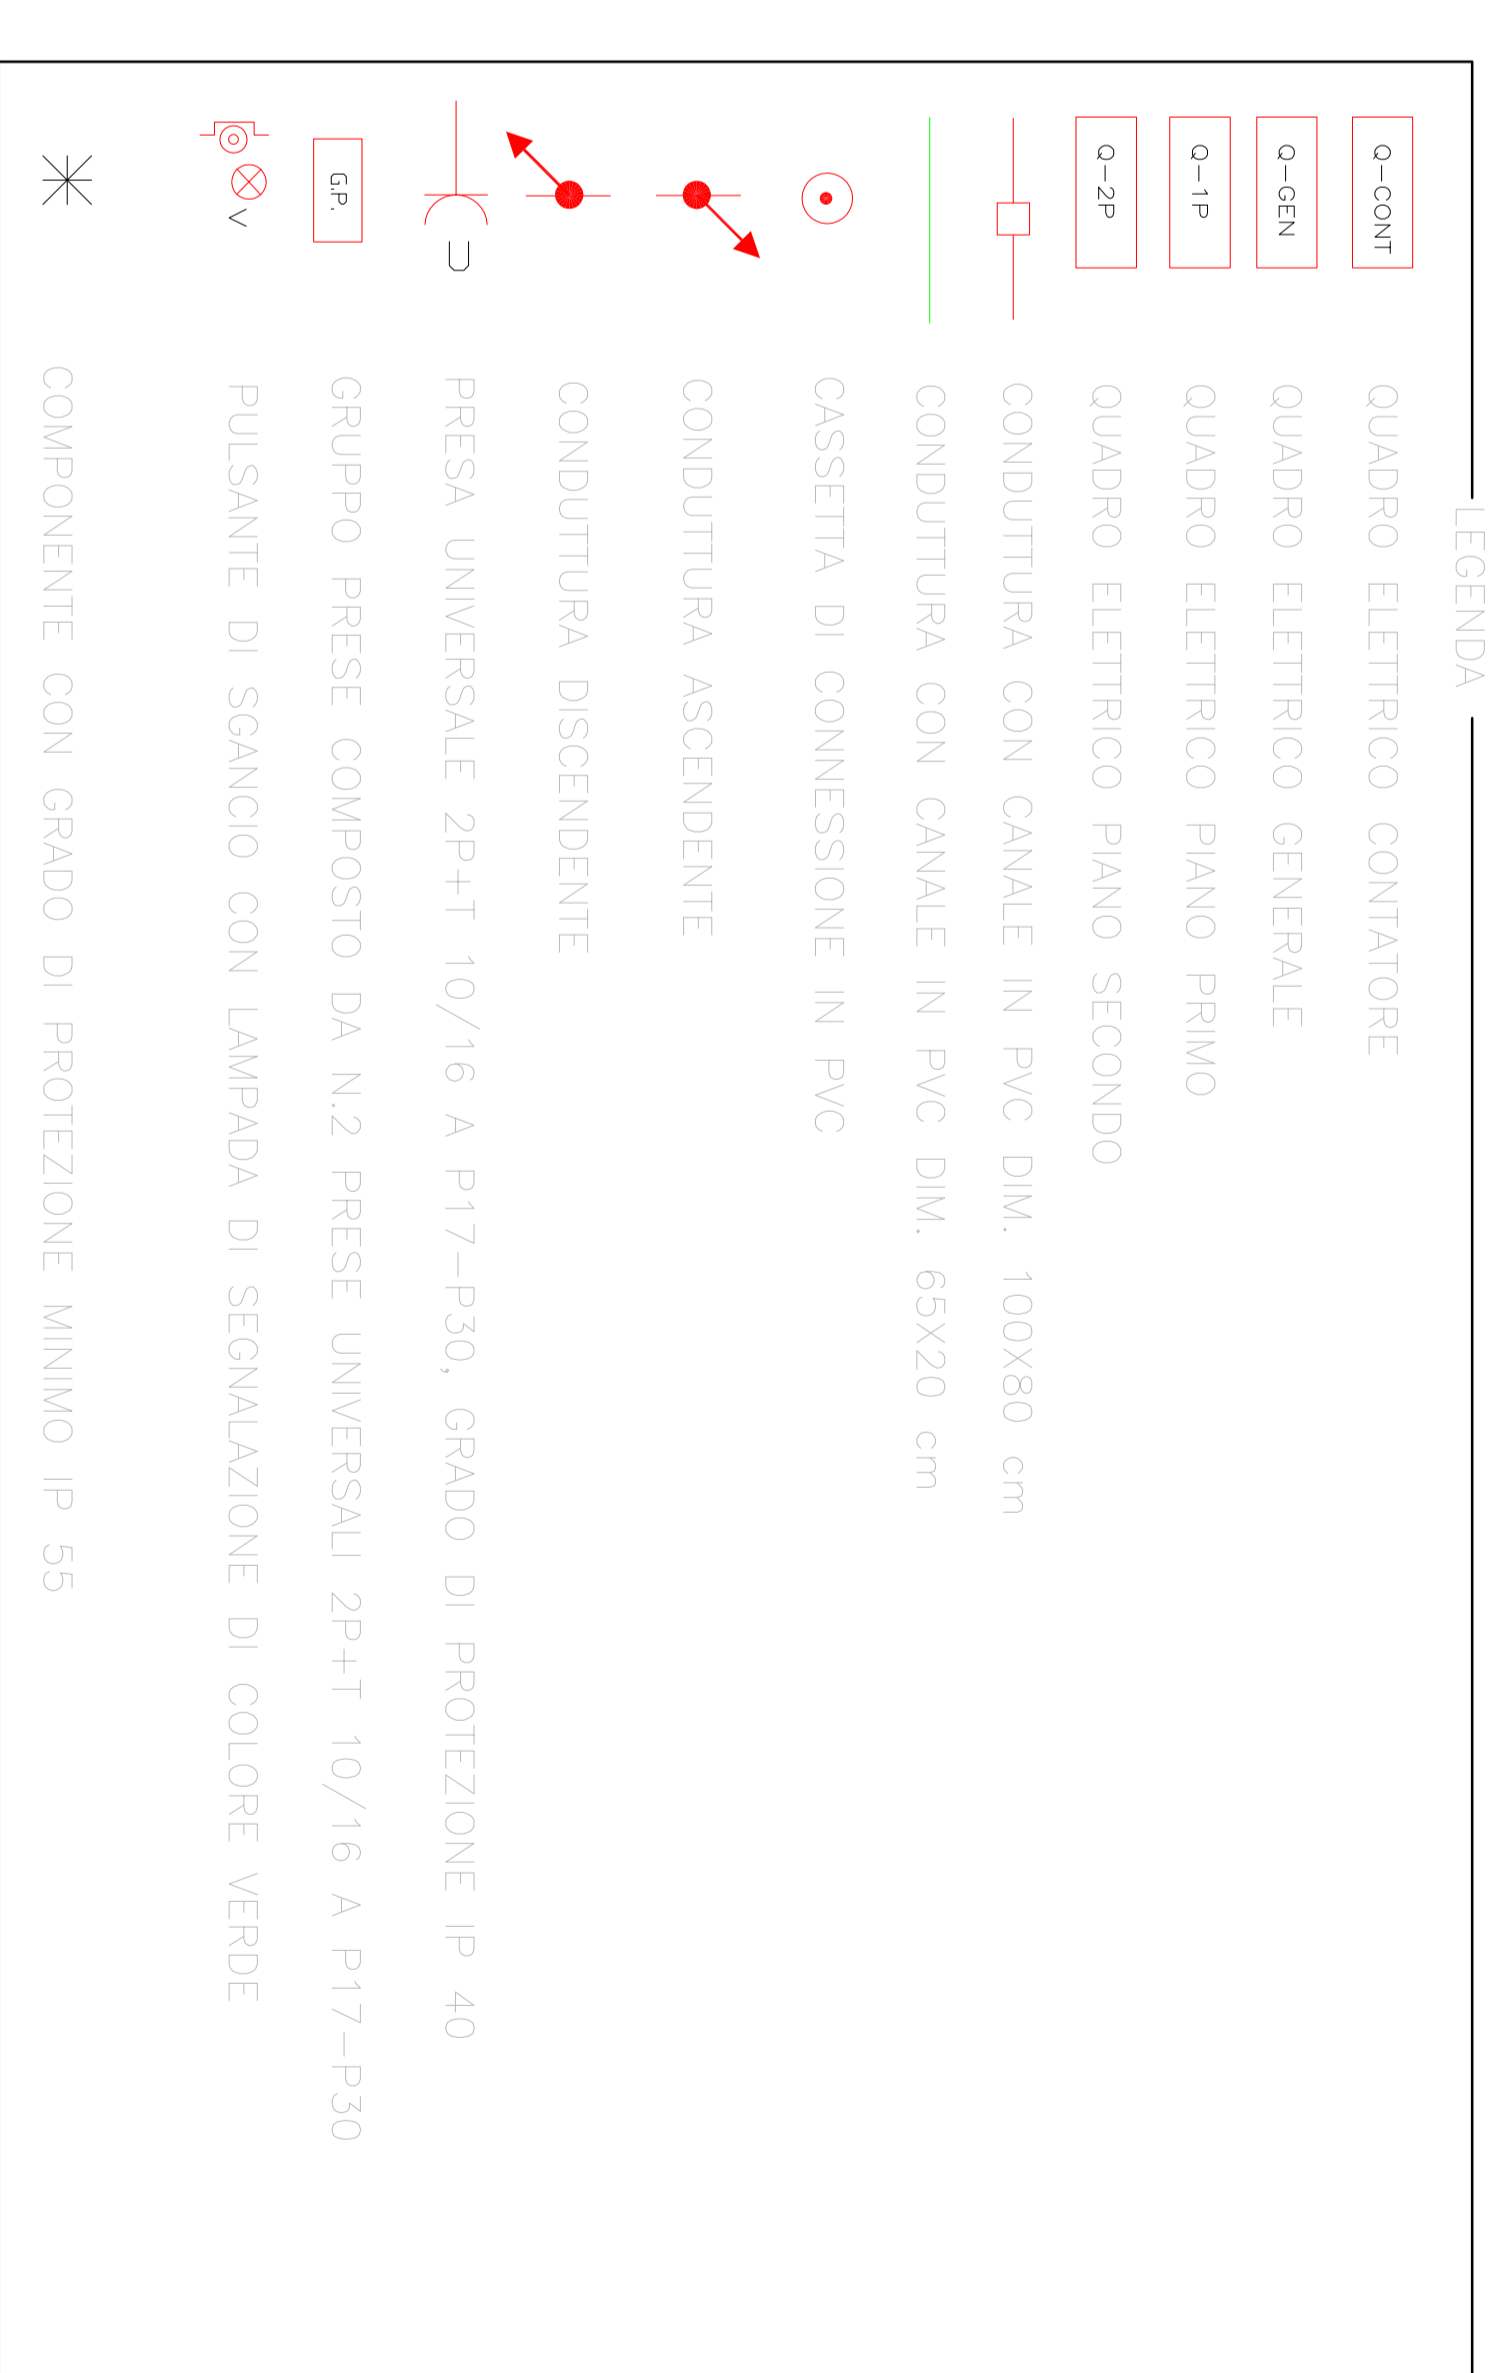 LEGENDA
Q-CONT QUADRO ELETTRICO CONTATORE
Q-GEN QUADRO ELETTRICO GENERALE
Q-1P QUADRO ELETTRICO PIANO PRIMO
Q-2P QUADRO ELETTRICO PIANO SECONDO
CONDUTTURA CON CANALE IN PVC DIM. 100X80 cm
CONDUTTURA CON CANALE IN PVC DIM. 65X20 cm
CASSETTA DI CONNESSIONE IN PVC
CONDUTTURA ASCENDENTE
CONDUTTURA DISCENDENTE
U PRESA UNIVERSALE 2P+T 10/16 A P17-P30, GRADO DI PROTEZIONE IP 40
G.P. GRUPPO PRESE COMPOSTO DA N.2 PRESE UNIVERSALI 2P+T 10/16 A P17-P30
V PULSANTE DI SGANCIO CON LAMPADA DI SEGNALAZIONE DI COLORE VERDE
COMPONENTE CON GRADO DI PROTEZIONE MINIMO IP 55